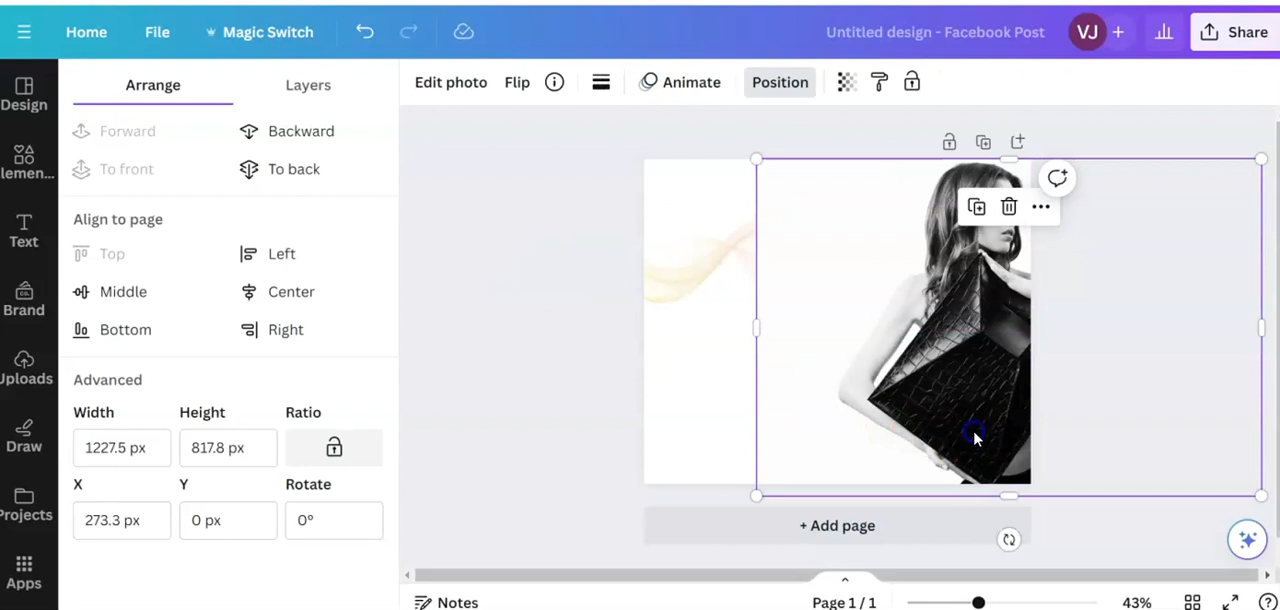 Home File Magic Switch Untitled design - Facebook Post VJ + Share
Design
lemen...
Text
Brand
Uploads
Draw
Projects
Apps
Arrange Layers
Forward Backward
To front To back
Align to page
Top Left
Middle Center
Bottom Right
Advanced
Width Height Ratio
1227.5 px 817.8 px
X Y Rotate
273.3 px 0 px 0°
Edit photo Flip Animate Position
+ Add page
Notes Page 1 / 1 43%